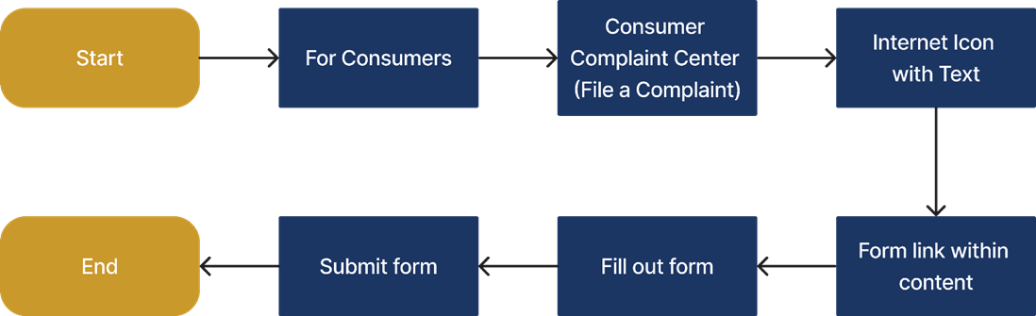 Start
For Consumers
Consumer
Complaint Center
(File a Complaint)
Internet Icon
with Text
Form link within
content
Fill out form
Submit form
End